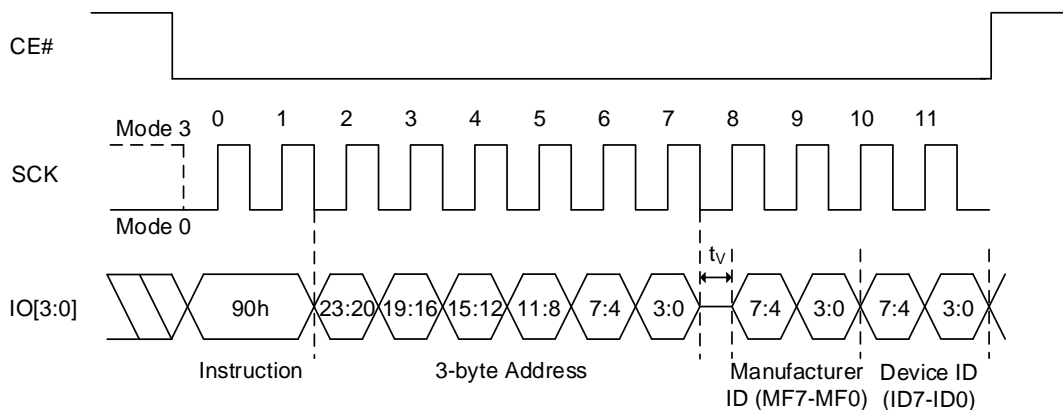 CE#
0 1 2 3 4 5 6 7 8 9 10 11
Mode 3
SCK
Mode 0
tV
IO[3:0]
90h 23:20 19:16 15:12 11:8 7:4 3:0 7:4 3:0 7:4 3:0
Instruction 3-byte Address Manufacturer Device ID
ID (MF7-MF0) (ID7-ID0)